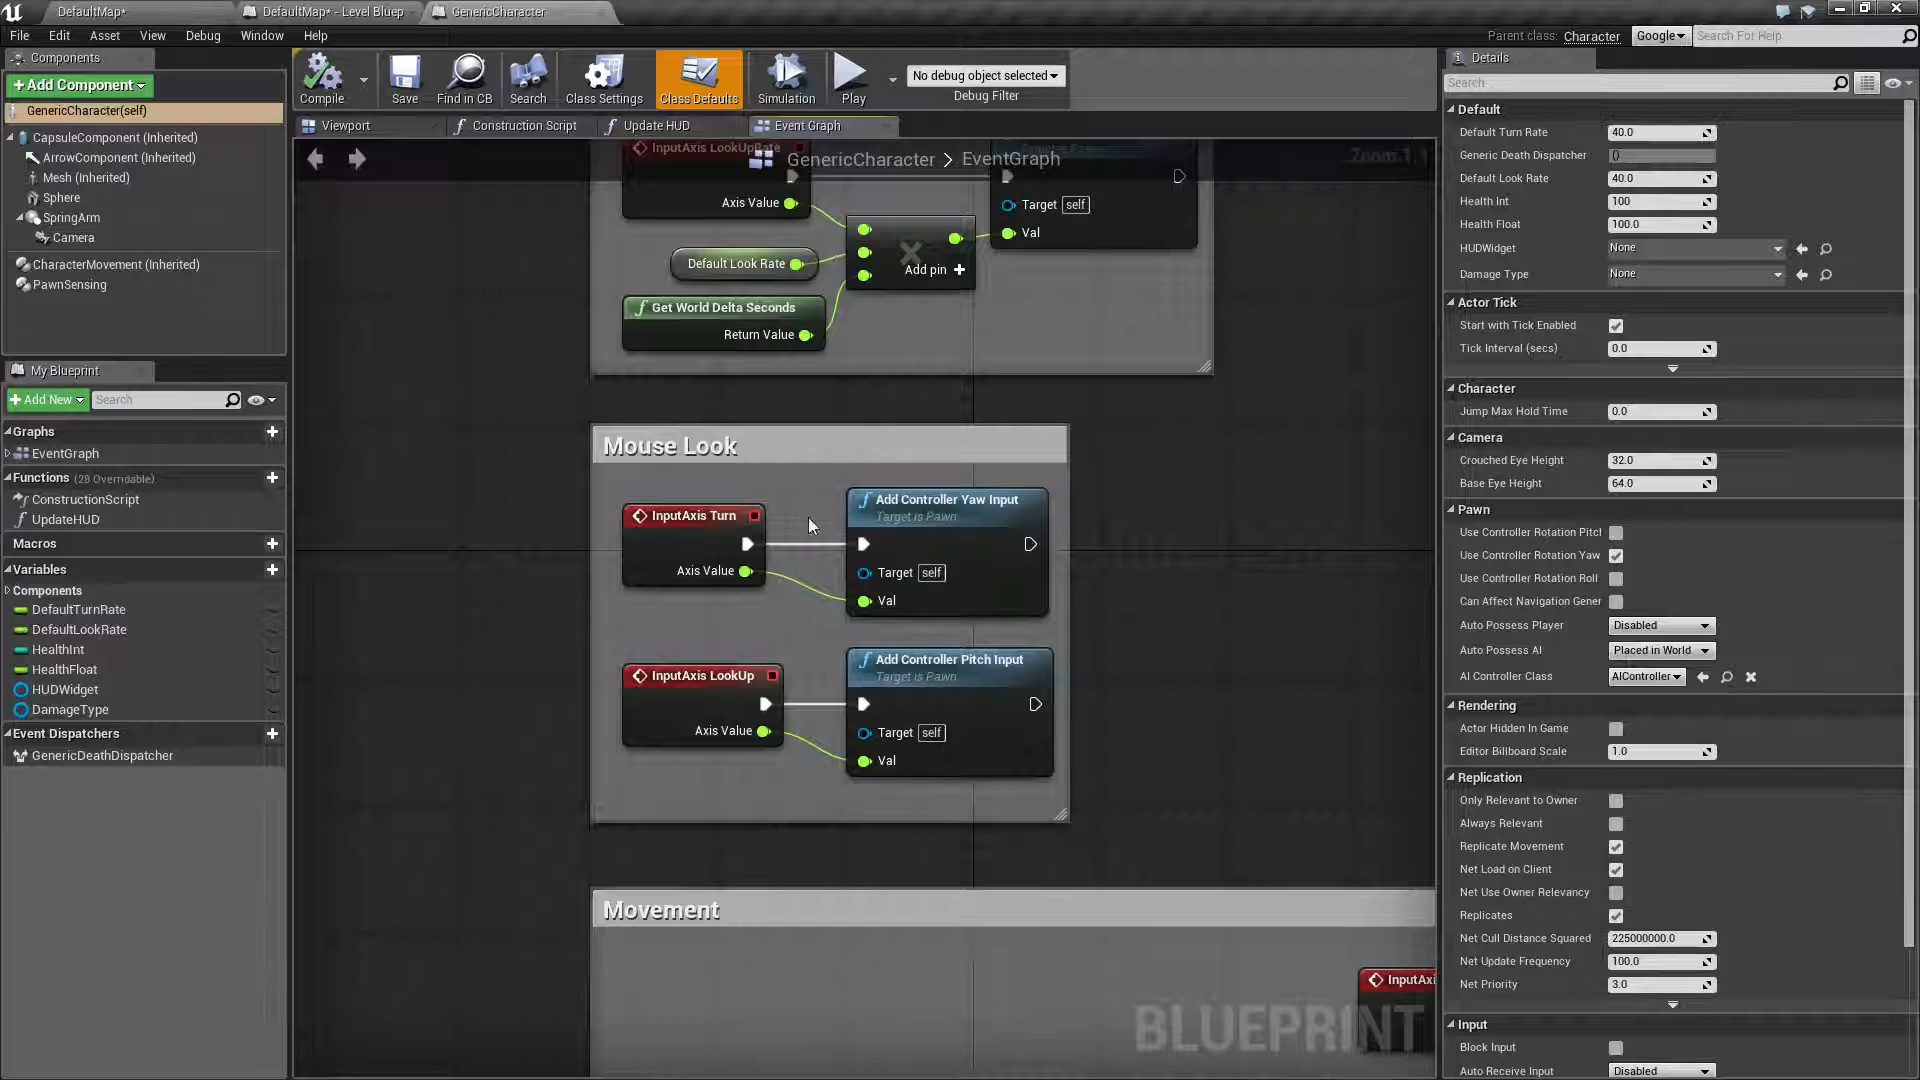 DefaultMap*
DefaultMap* - Level Bluep
GenericCharacter
File Edit Asset View Debug Window Help
Parent class: Character
Google
Search For Help
Components
+Add Component
GenericCharacter(self)
CapsuleComponent (Inherited)
ArrowComponent (Inherited)
Mesh (Inherited)
Sphere
SpringArm
Camera
CharacterMovement (Inherited)
PawnSensing
My Blueprint
+Add New
Search
Graphs
EventGraph
Functions (28 Overridable)
ConstructionScript
UpdateHUD
Macros
Variables
Components
DefaultTurnRate
DefaultLookRate
HealthInt
HealthFloat
HUDWidget
DamageType
Event Dispatchers
GenericDeathDispatcher
Compile
Save
Find in CB
Search
Class Settings
Class Defaults
Simulation
Play
No debug object selected
Debug Filter
Viewport
Construction Script
Update HUD
Event Graph
GenericCharacter > EventGraph
InputAxis LookUpRate
Axis Value
Default Look Rate
Get World Delta Seconds
Return Value
Add pin +
Target self
Val
Mouse Look
InputAxis Turn
Axis Value
Add Controller Yaw Input
Target is Pawn
Target self
Val
InputAxis LookUp
Axis Value
Add Controller Pitch Input
Target is Pawn
Target self
Val
Movement
InputAxi
BLUEPRINT
Details
Search
Default
Default Turn Rate 40.0
Generic Death Dispatcher ()
Default Look Rate 40.0
Health Int 100
Health Float 100.0
HUDWidget None
Damage Type None
Actor Tick
Start with Tick Enabled
Tick Interval (secs) 0.0
Character
Jump Max Hold Time 0.0
Camera
Crouched Eye Height 32.0
Base Eye Height 64.0
Pawn
Use Controller Rotation Pitcl
Use Controller Rotation Yaw
Use Controller Rotation Roll
Can Affect Navigation Gener
Auto Possess Player Disabled
Auto Possess AI Placed in World
AI Controller Class AIController
Rendering
Actor Hidden In Game
Editor Billboard Scale 1.0
Replication
Only Relevant to Owner
Always Relevant
Replicate Movement
Net Load on Client
Net Use Owner Relevancy
Replicates
Net Cull Distance Squared 225000000.0
Net Update Frequency 100.0
Net Priority 3.0
Input
Block Input
Auto Receive Input Disabled